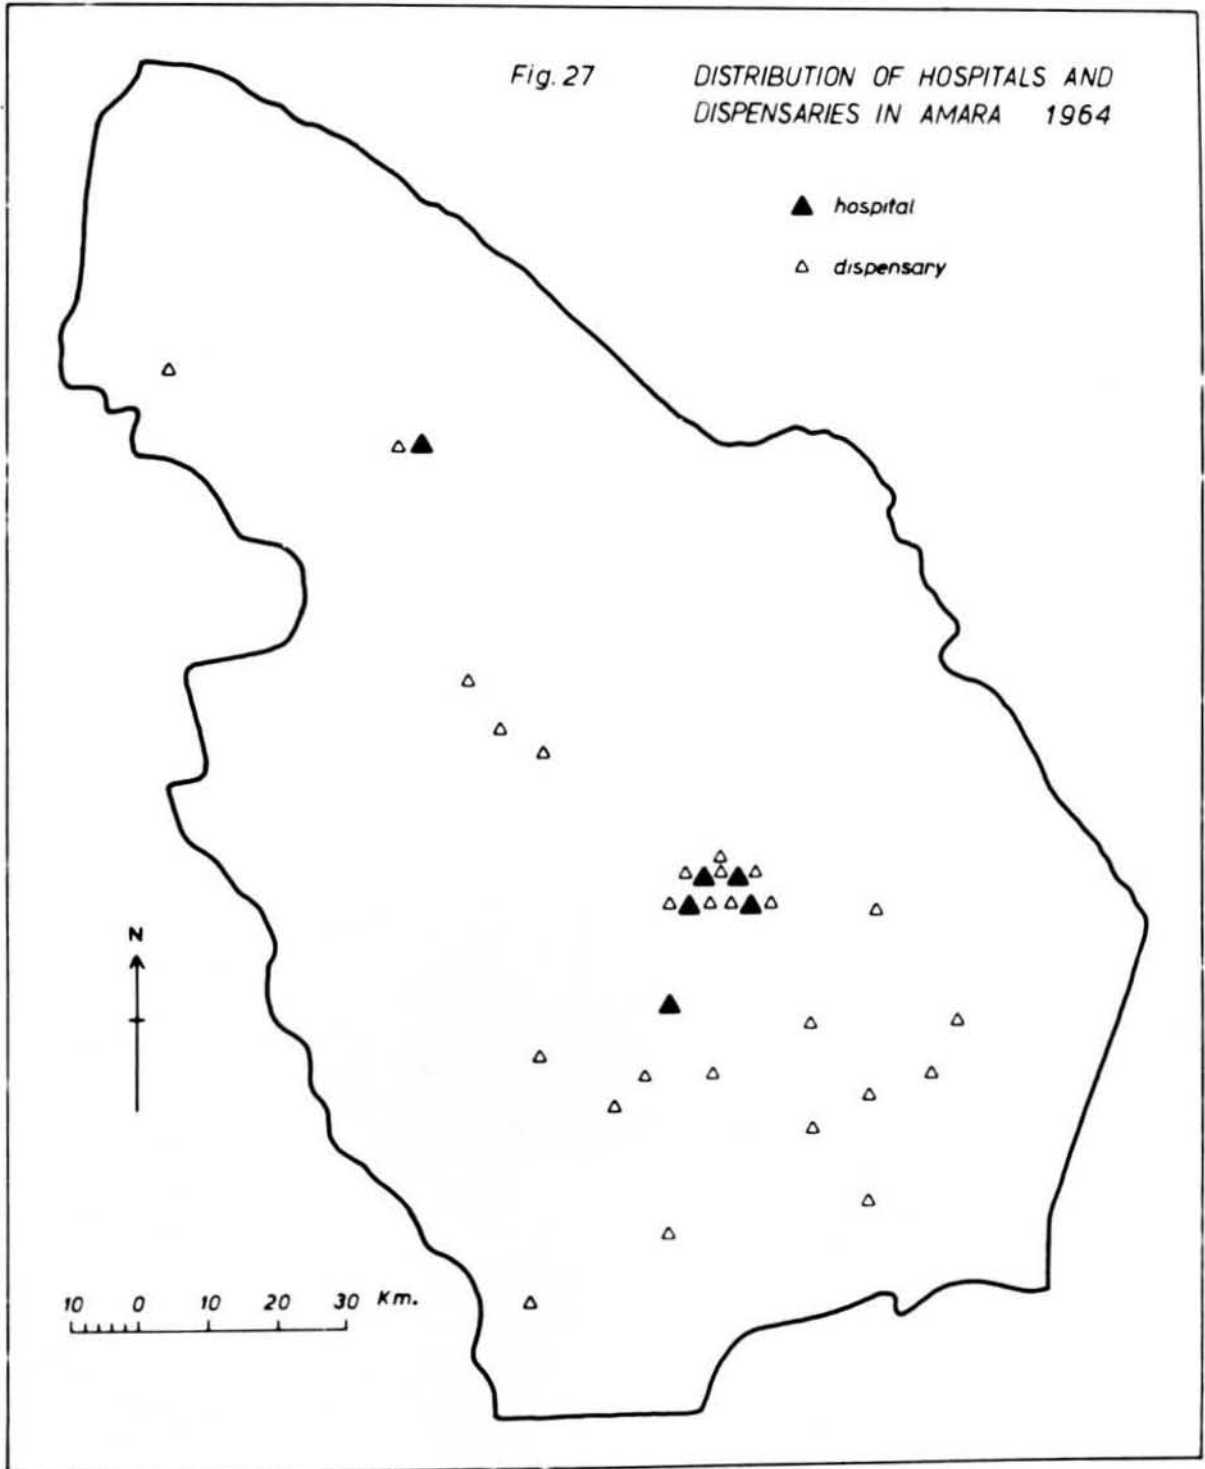 Fig. 27 DISTRIBUTION OF HOSPITALS AND
DISPENSARIES IN AMARA 1964
hospital
dispensary
N
10 0 10 20 30 Km.